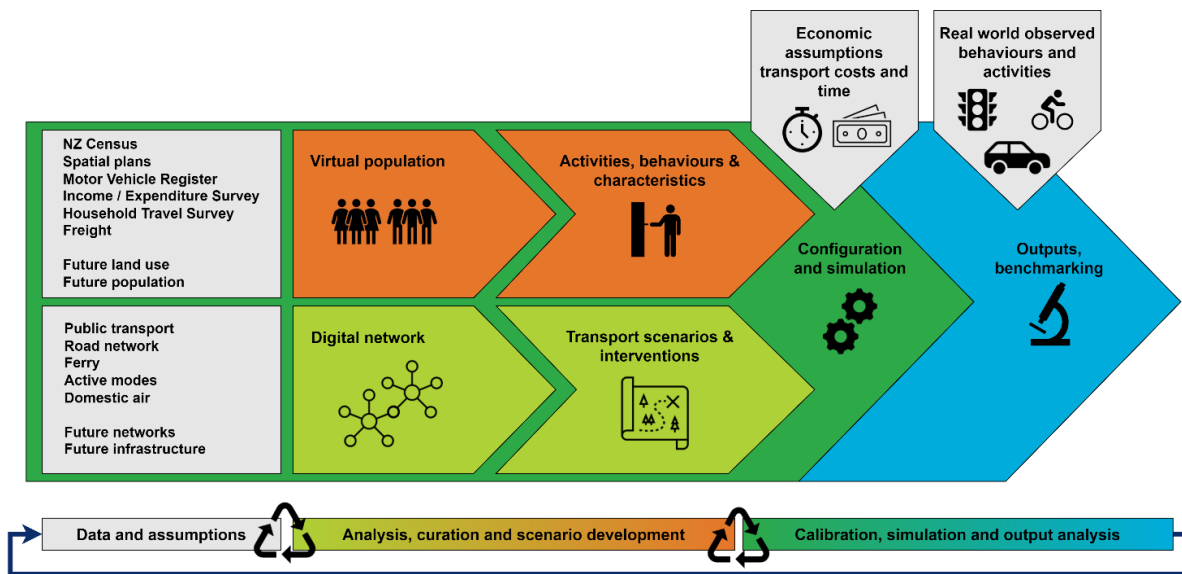 Economic
assumptions
transport costs and
time
Real world observed
behaviours and
activities
NZ Census
Spatial plans
Motor Vehicle Register
Income / Expenditure Survey
Household Travel Survey
Freight
Future land use
Future population
Virtual population
Activities, behaviours &
characteristics
Configuration
and simulation
Outputs,
benchmarking
Public transport
Road network
Ferry
Active modes
Domestic air
Future networks
Future infrastructure
Digital network
Transport scenarios &
interventions
Data and assumptions
Analysis, curation and scenario development
Calibration, simulation and output analysis